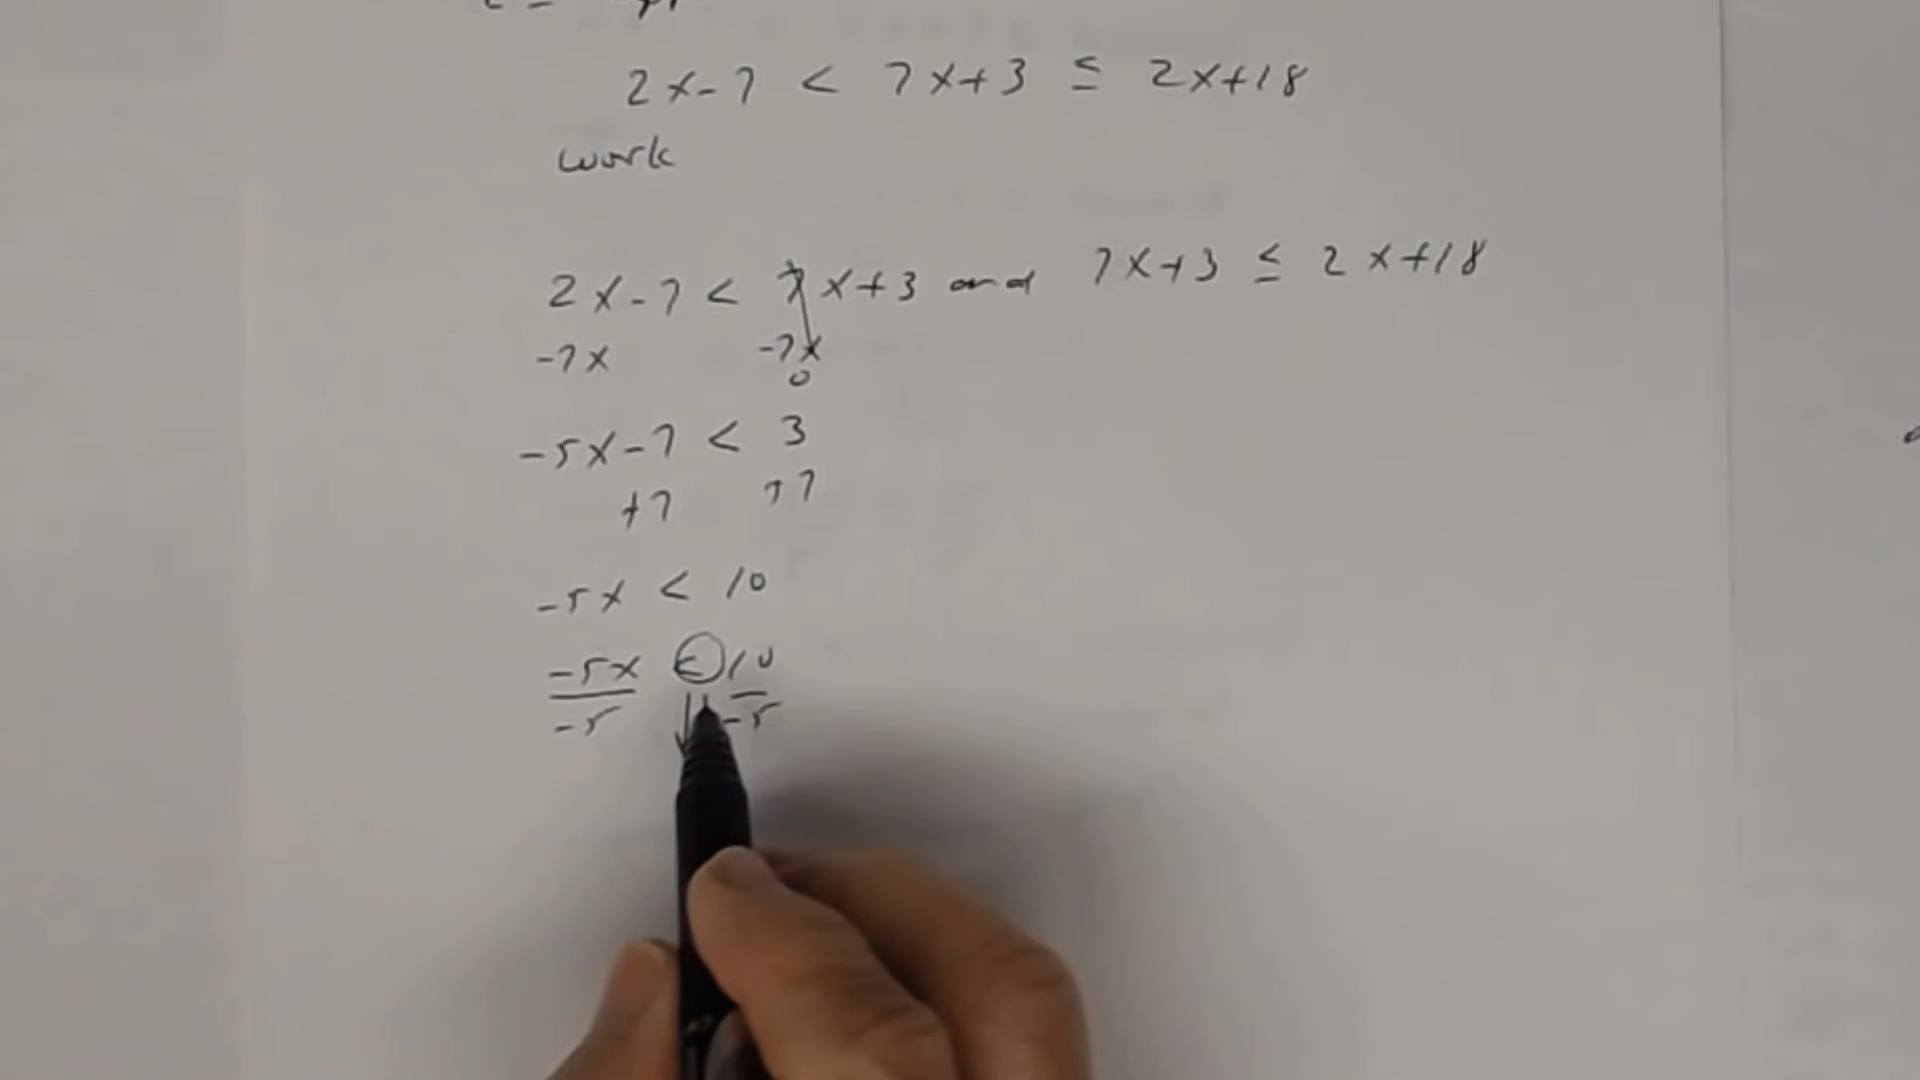 2x-7 < 7x+3 ≤ 2x+18
work
2x-7 < 7x+3 and 7x+3 ≤ 2x+18
-7x -7x
0
-5x-7 < 3
+7 +7
-5x < 10
-5x < 10
-5 -5